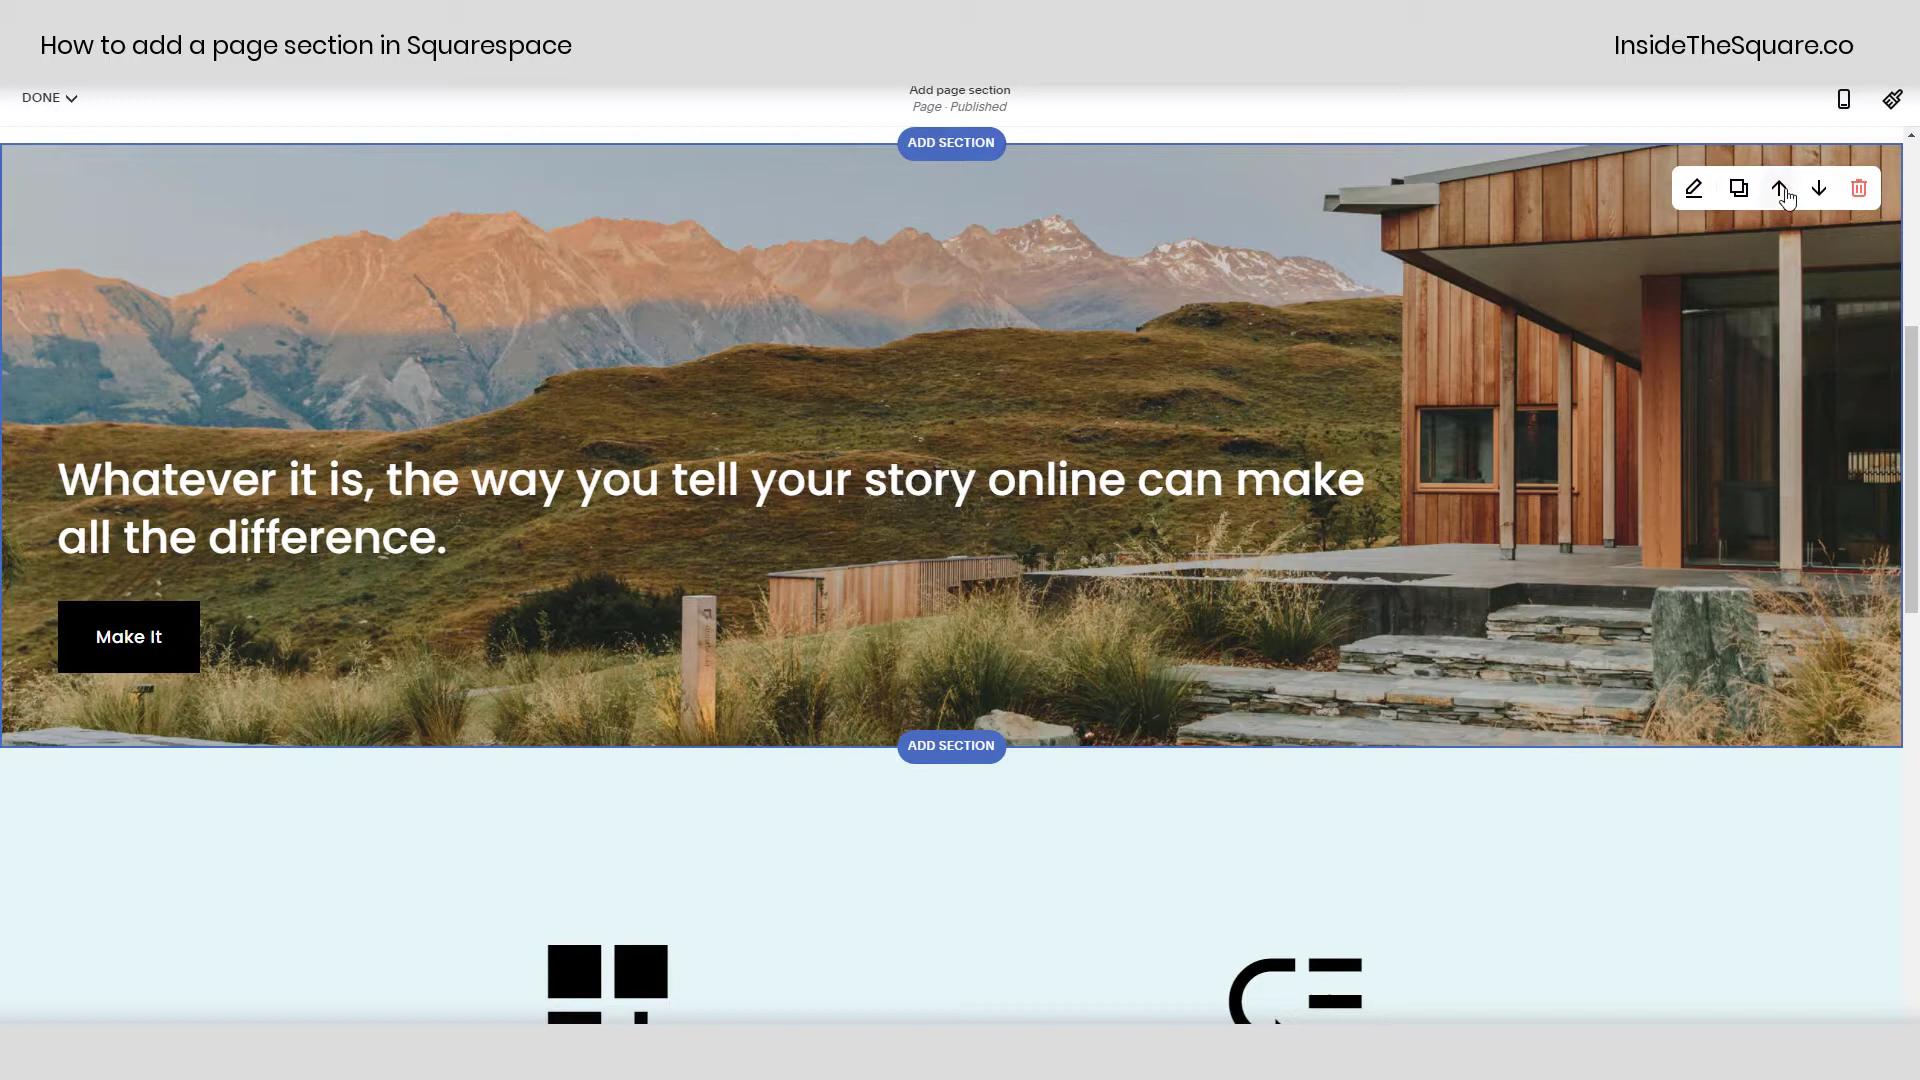 How to add a page section in Squarespace
InsideTheSquare.co
DONE
Add page section
Page · Published
ADD SECTION
Whatever it is, the way you tell your story online can make
all the difference.
Make It
ADD SECTION